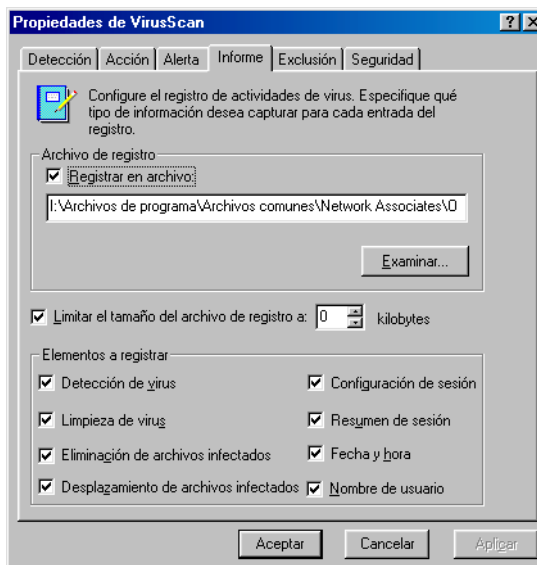 Propiedades de VirusScan
Detección Acción Alerta Informe Exclusión Seguridad
Configure el registro de actividades de virus. Especifique qué
tipo de información desea capturar para cada entrada del
registro.
Archivo de registro
Registrar en archivo:
I:\Archivos de programa\Archivos comunes\Network Associates\O
Examinar...
Limitar el tamaño del archivo de registro a: 0 kilobytes
Elementos a registrar
Detección de virus Configuración de sesión
Limpieza de virus Resumen de sesión
Eliminación de archivos infectados Fecha y hora
Desplazamiento de archivos infectados Nombre de usuario
Aceptar Cancelar Aplicar